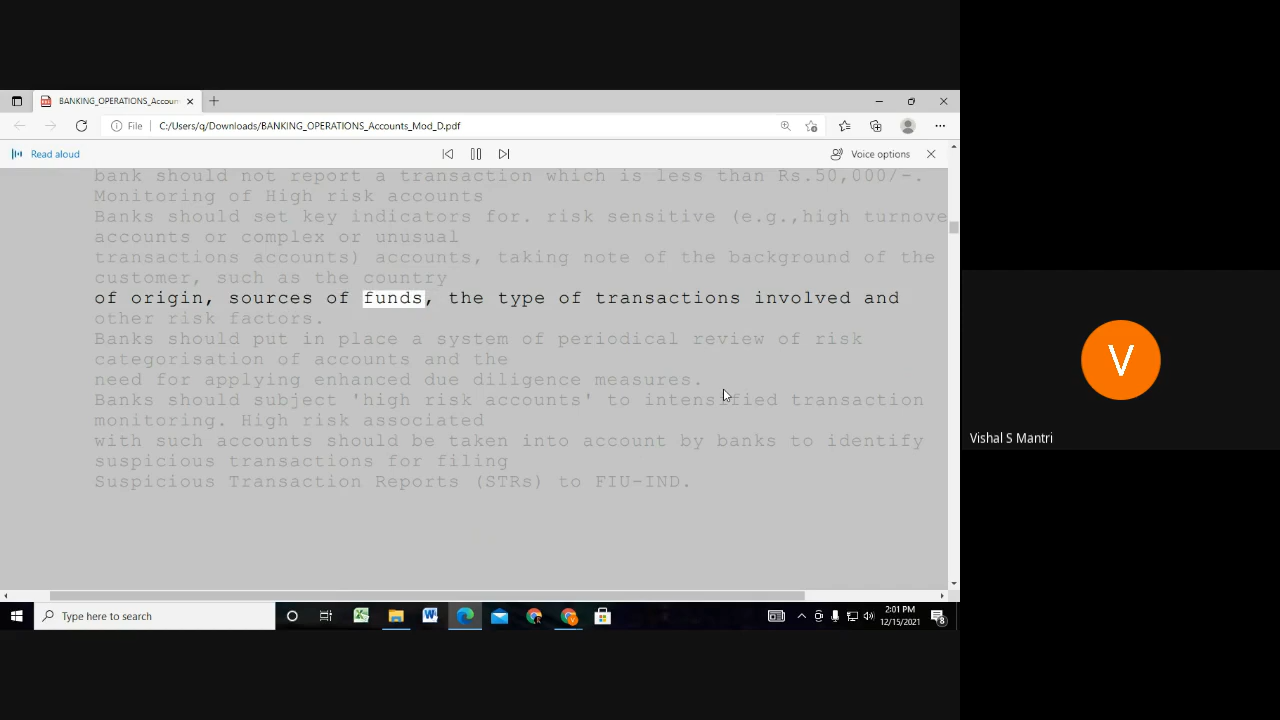 BANKING_OPERATIONS_Accoun
File
C:/Users/q/Downloads/BANKING_OPERATIONS_Accounts_Mod_D.pdf
Read aloud
Voice options
bank should not report a transaction which is less than Rs.50,000/-.
Monitoring of High risk accounts
Banks should set key indicators for. risk sensitive (e.g.,high turnove
accounts or complex or unusual
transactions accounts) accounts, taking note of the background of the
customer, such as the country
of origin, sources of funds, the type of transactions involved and
other risk factors.
Banks should put in place a system of periodical review of risk
categorisation of accounts and the
need for applying enhanced due diligence measures.
Banks should subject 'high risk accounts' to intensified transaction
monitoring. High risk associated
with such accounts should be taken into account by banks to identify
suspicious transactions for filing
Suspicious Transaction Reports (STRs) to FIU-IND.
V
Vishal S Mantri
Type here to search
2:01 PM
12/15/2021
8